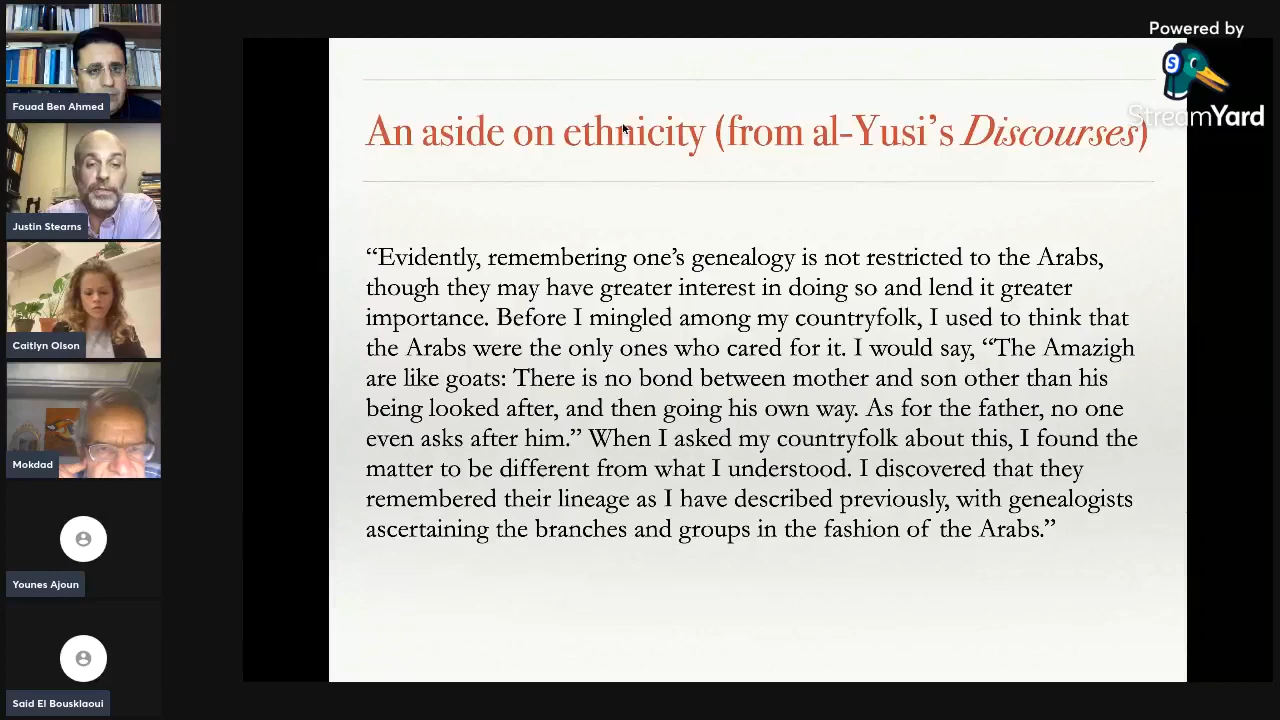 Powered by
S
StreamYard
Fouad Ben Ahmed
Justin Stearns
Caitlyn Olson
Mokdad
Younes Ajoun
Said El Bousklaoui
An aside on ethnicity (from al-Yusi’s Discourses)
“Evidently, remembering one’s genealogy is not restricted to the Arabs,
though they may have greater interest in doing so and lend it greater
importance. Before I mingled among my countryfolk, I used to think that
the Arabs were the only ones who cared for it. I would say, “The Amazigh
are like goats: There is no bond between mother and son other than his
being looked after, and then going his own way. As for the father, no one
even asks after him.” When I asked my countryfolk about this, I found the
matter to be different from what I understood. I discovered that they
remembered their lineage as I have described previously, with genealogists
ascertaining the branches and groups in the fashion of the Arabs.”